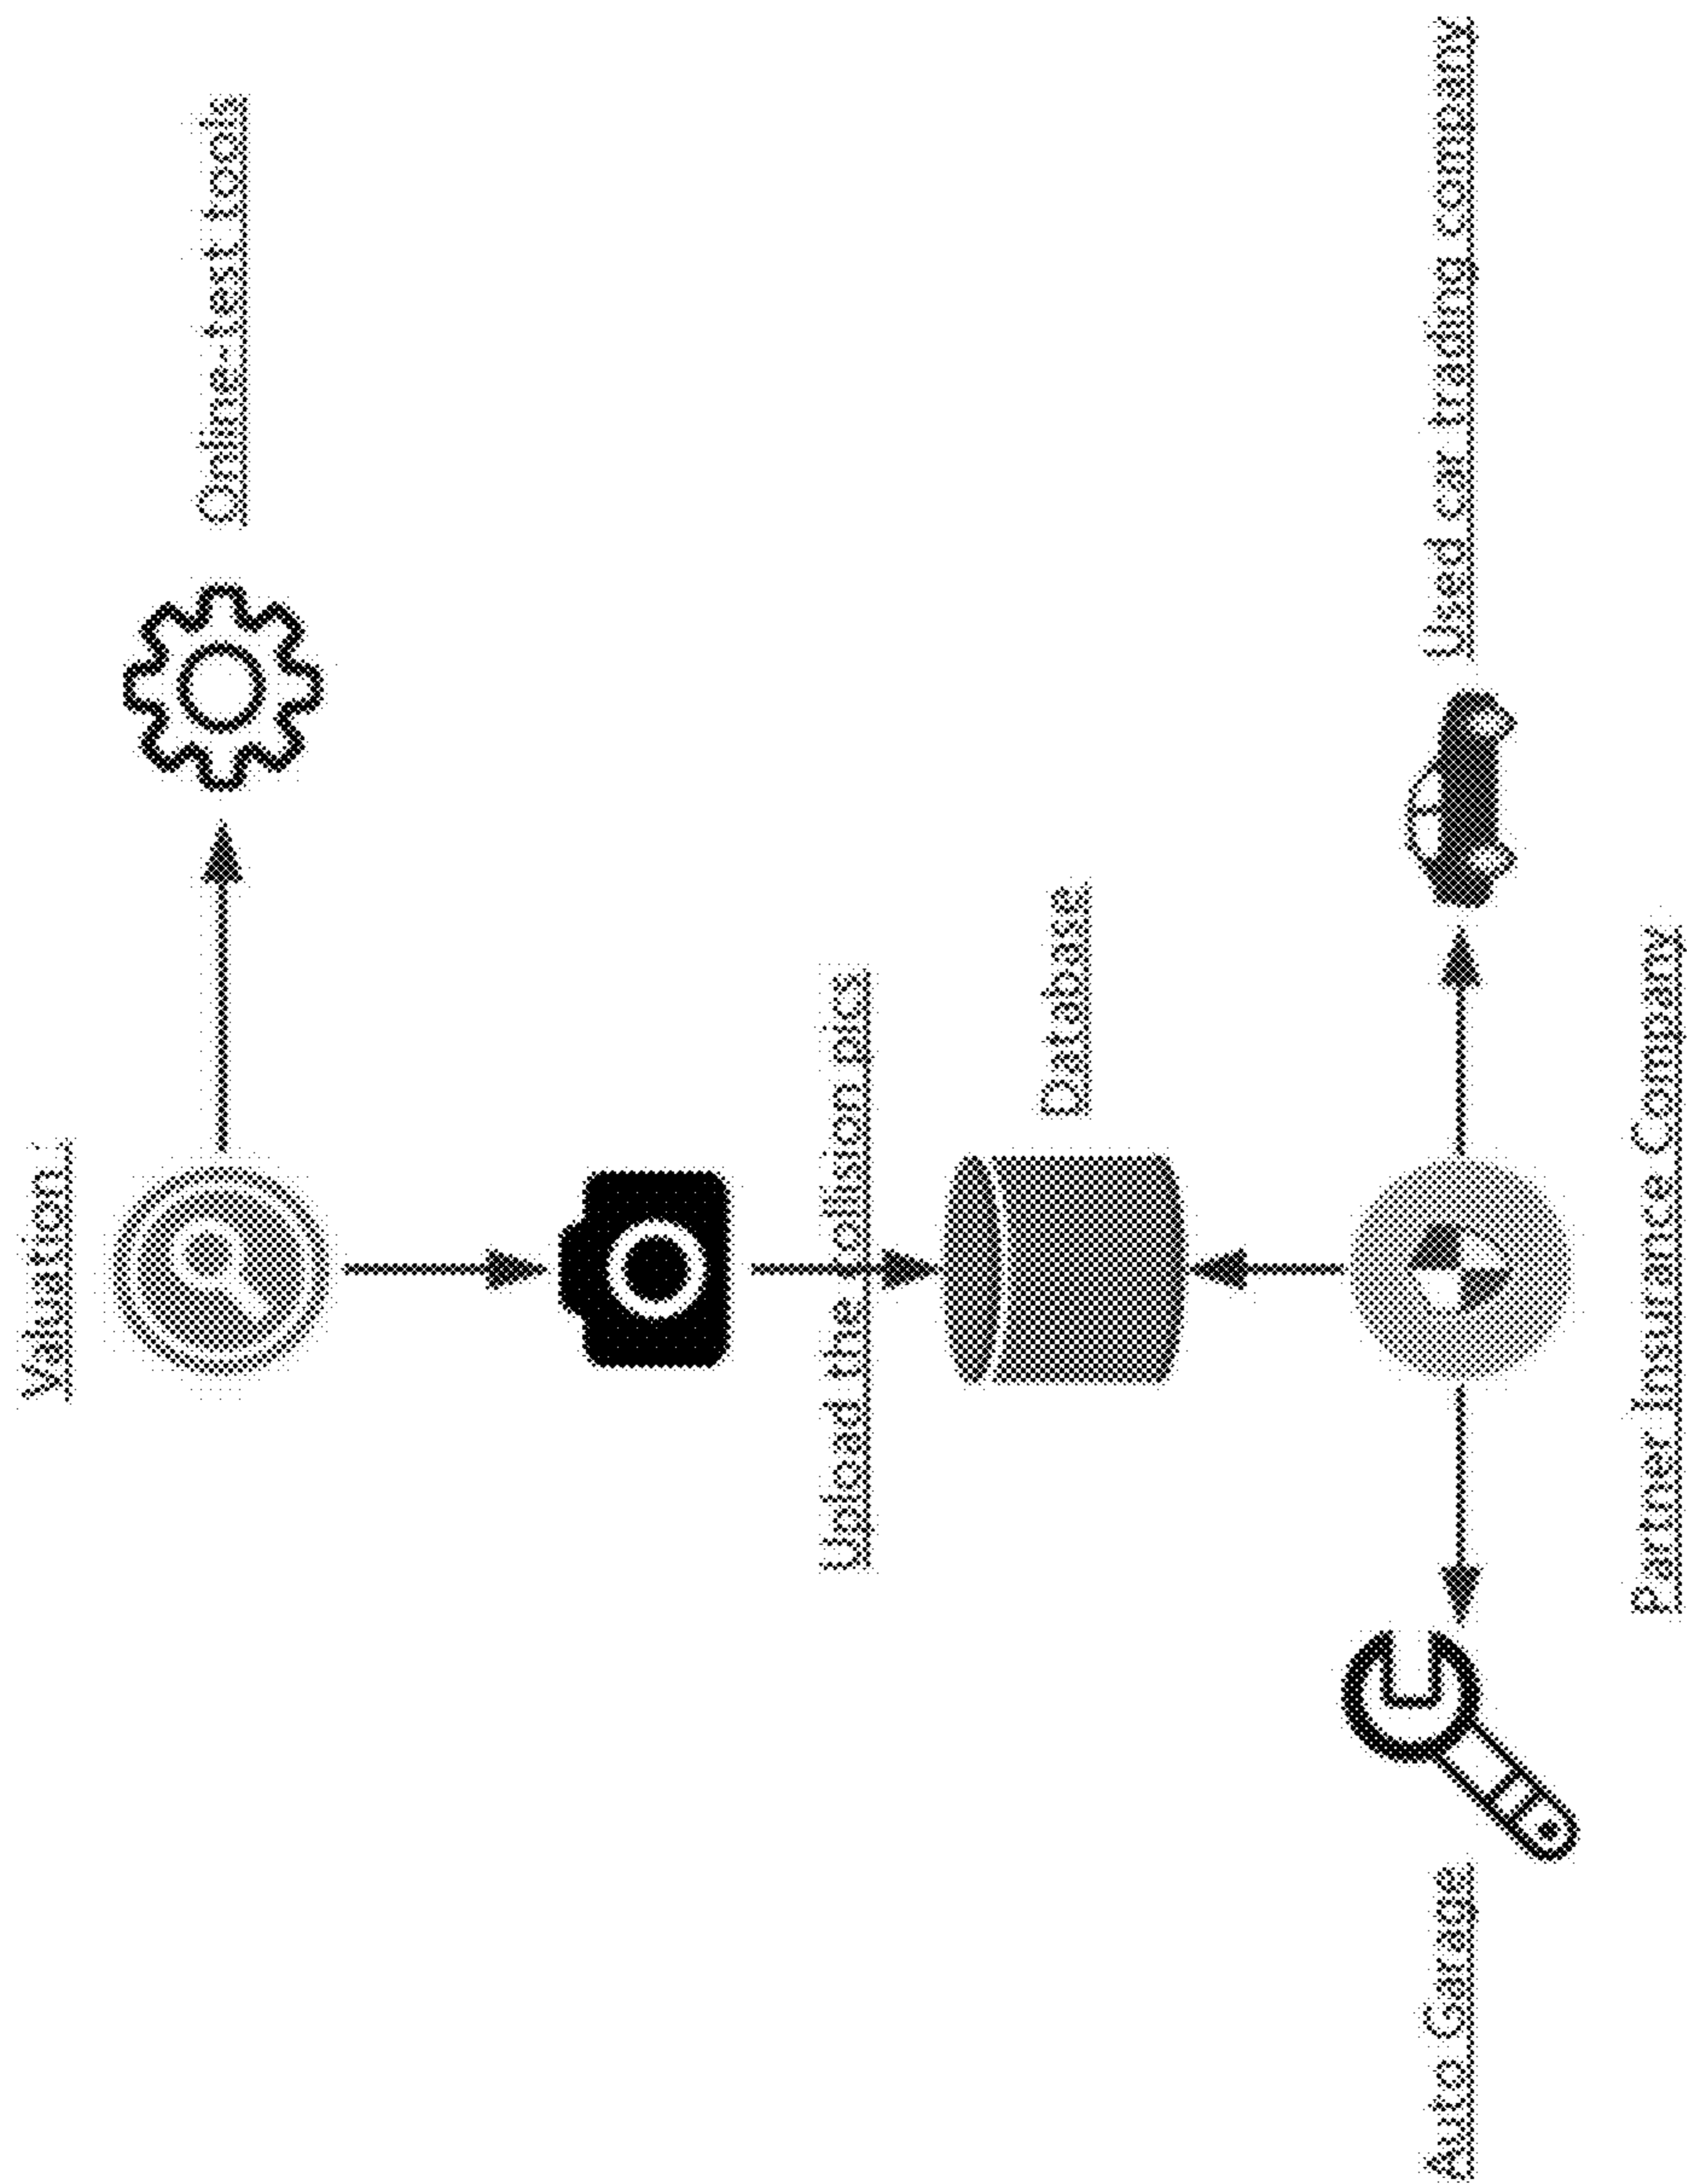 Valuation
Online-test tools
Upload the collision pics
Database
Used car trading company
Auto Garage
Partner Insurance Company